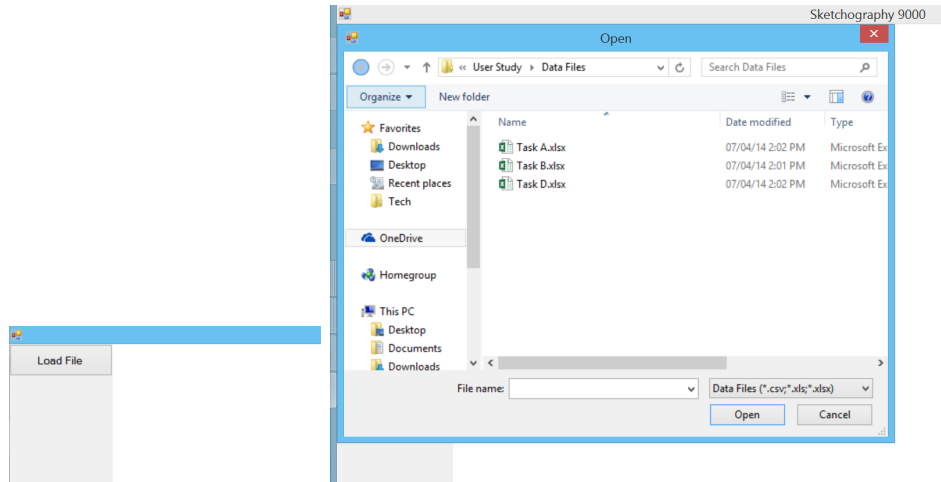 Sketchography 9000
Open
« User Study Data Files
Search Data Files
Organize New folder
Name Date modified Type
Favorites
Downloads
Desktop
Recent places
Tech
OneDrive
Homegroup
This PC
Desktop
Documents
Downloads
Task A.xlsx 07/04/14 2:02 PM Microsoft Ex
Task B.xlsx 07/04/14 2:01 PM Microsoft Ex
Task D.xlsx 07/04/14 2:02 PM Microsoft Ex
File name: Data Files (*.csv;*.xls;*.xlsx)
Open Cancel
Load File